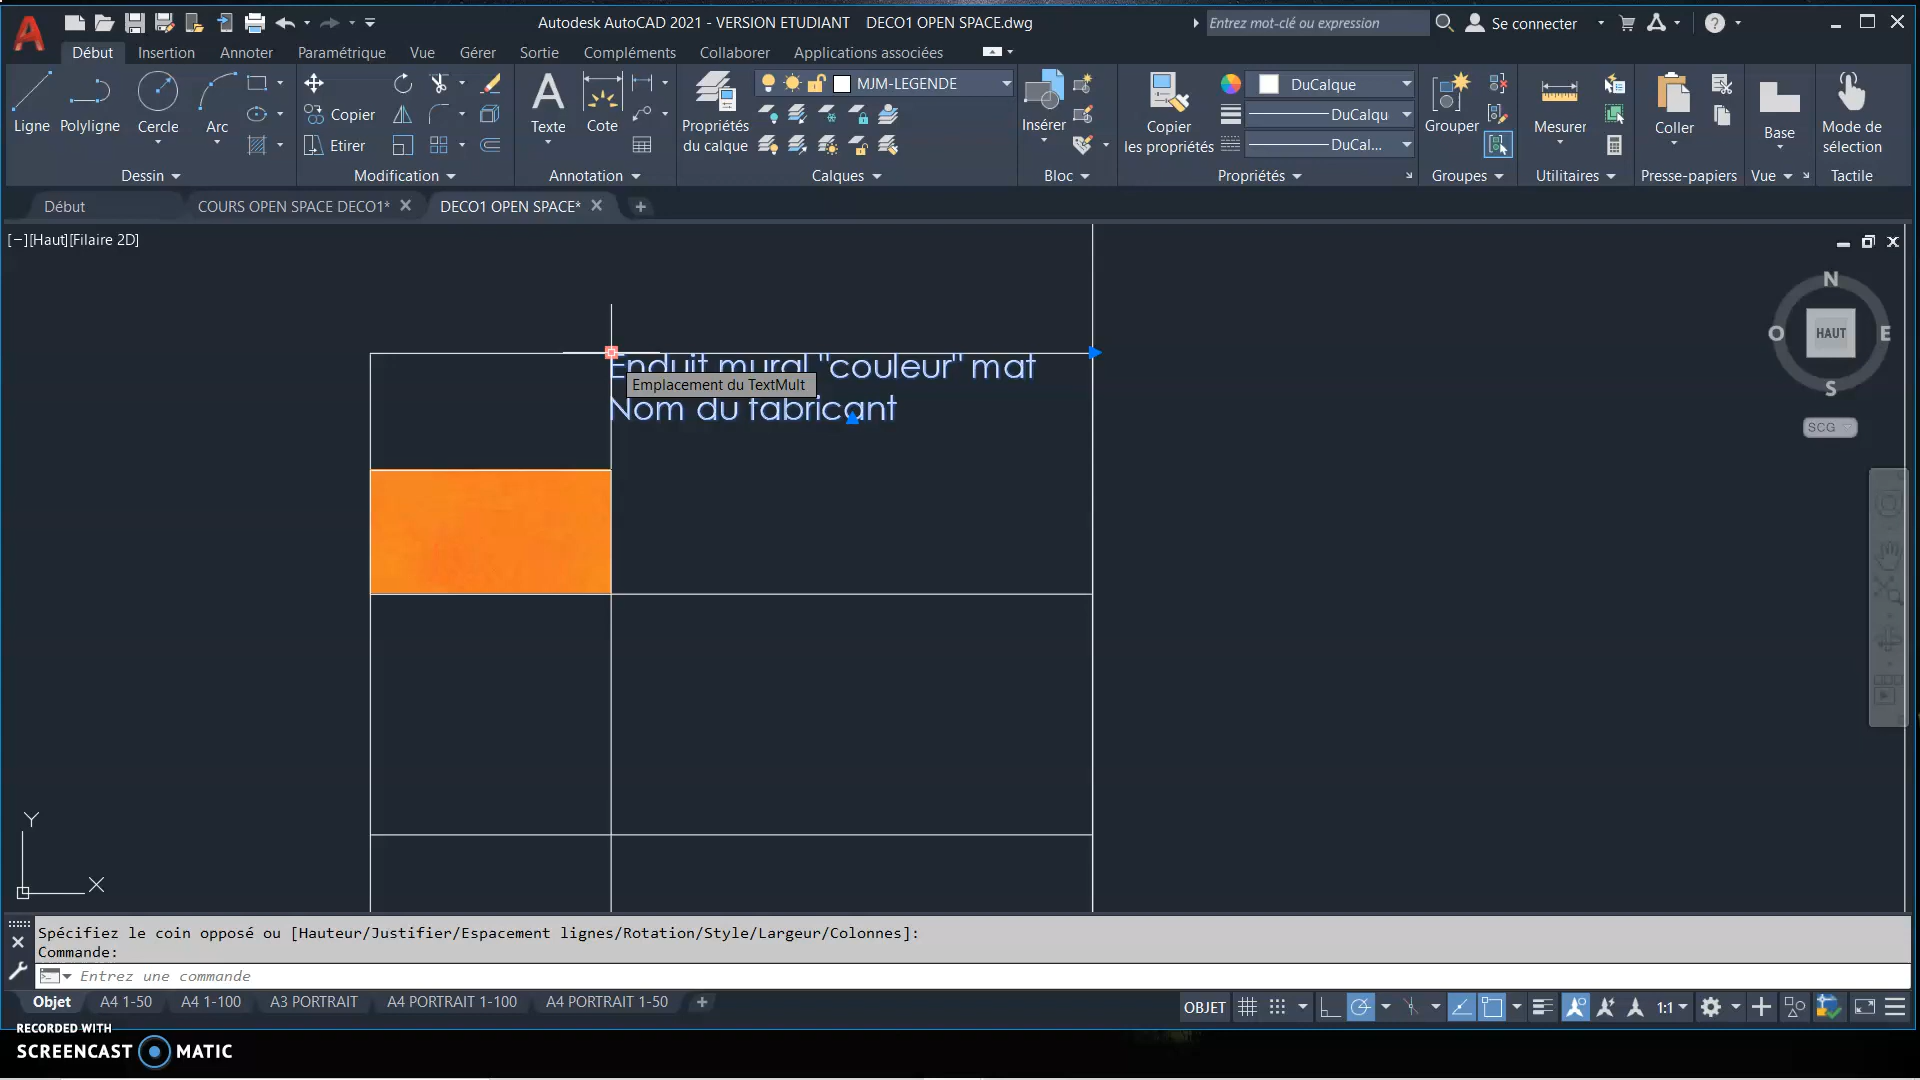 Autodesk AutoCAD 2021 - VERSION ETUDIANT DECO1 OPEN SPACE.dwg
Entrez mot-clé ou expression
Se connecter
Début Insertion Annoter Paramétrique Vue Gérer Sortie Compléments Collaborer Applications associées
Ligne Polyligne Cercle Arc
Copier
Etirer
Texte Cote
Propriétés
du calque
MJM-LEGENDE
Insérer
Copier
les propriétés
DuCalque
DuCalqu
DuCal...
Grouper
Mesurer
Coller
Base
Mode de
sélection
Dessin Modification Annotation Calques Bloc Propriétés Groupes Utilitaires Presse-papiers Vue Tactile
Début COURS OPEN SPACE DECO1* DECO1 OPEN SPACE*
[−][Haut][Filaire 2D]
N
O HAUT E
S
SCG
Enduit mural "couleur" mat
Emplacement du TextMult
Nom du fabricant
Y
X
Spécifiez le coin opposé ou [Hauteur/Justifier/Espacement lignes/Rotation/Style/Largeur/Colonnes]:
Commande:
Entrez une commande
Objet A4 1-50 A4 1-100 A3 PORTRAIT A4 PORTRAIT 1-100 A4 PORTRAIT 1-50
OBJET 1:1
RECORDED WITH
SCREENCAST MATIC